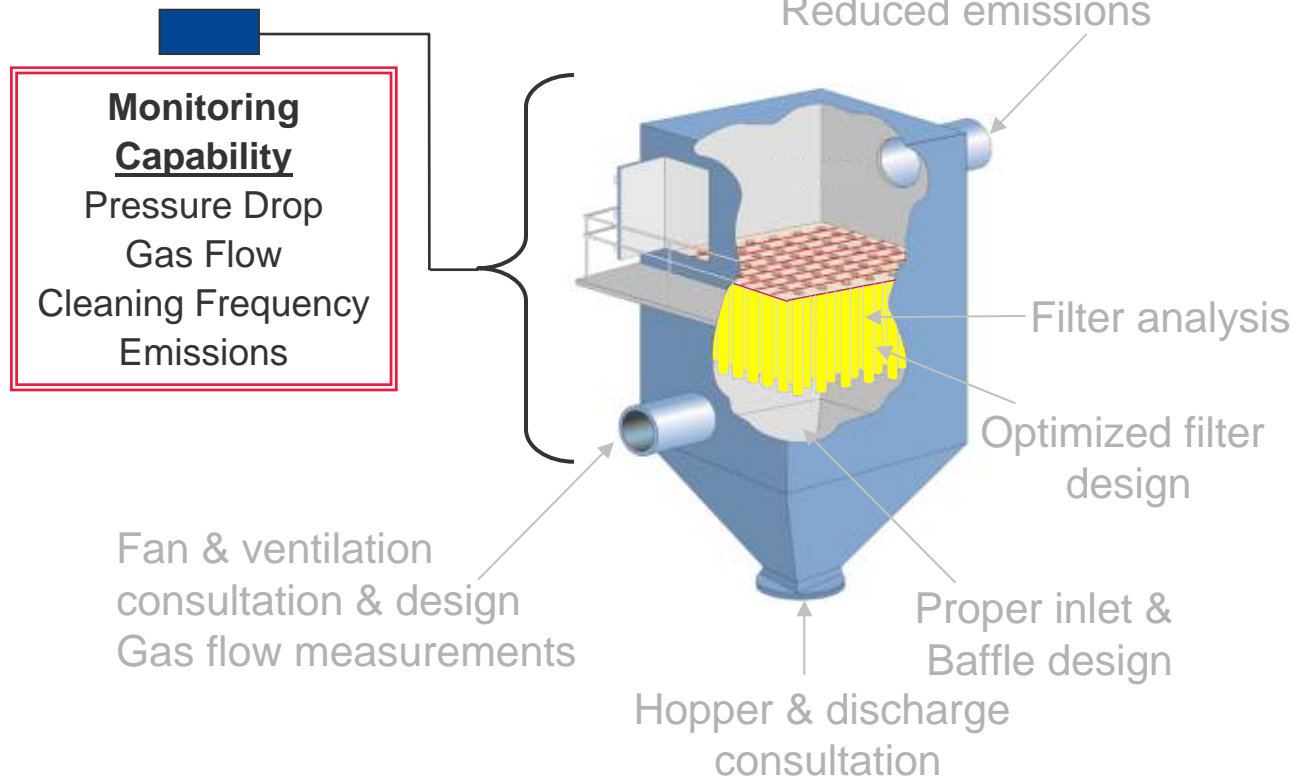 Reduced emissions
Monitoring
Capability
Pressure Drop
Gas Flow
Cleaning Frequency
Emissions
Filter analysis
Optimized filter
design
Fan & ventilation
consultation & design
Gas flow measurements
Proper inlet &
Baffle design
Hopper & discharge
consultation